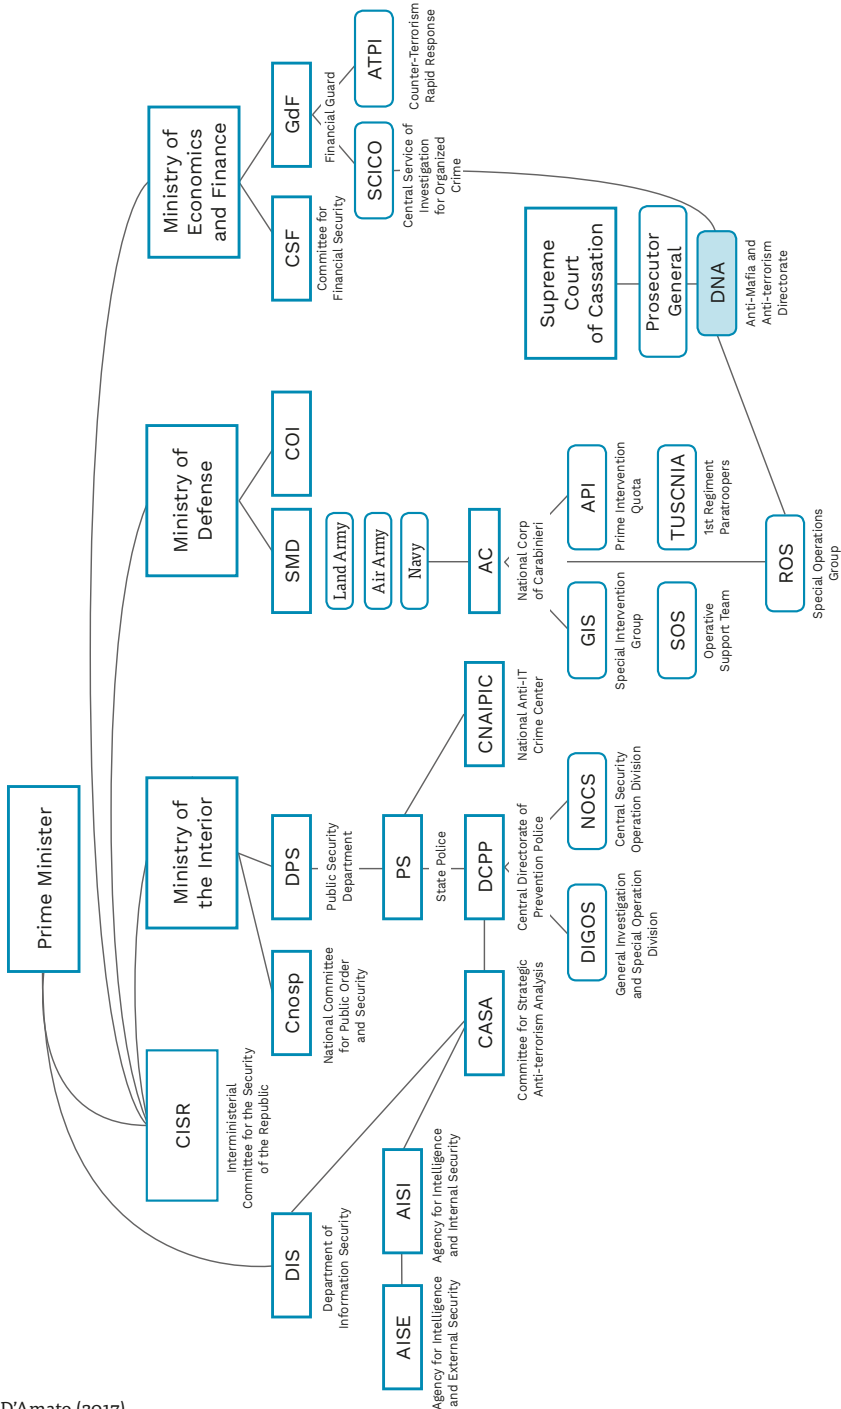 Prime Minister
CISR
Interministerial
Committee for the Security
of the Republic
Ministry of
the Interior
Ministry of
Defense
Ministry of
Economics
and Finance
DIS
Department of
Information Security
Cnosp
National Committee
for Public Order
and Security
DPS
Public Security
Department
SMD
COI
CSF
Committee for
Financial Security
GdF
Financial Guard
Land Army
Air Army
Navy
SCICO
Central Service of
Investigation
for Organized
Crime
ATPI
Counter-Terrorism
Rapid Response
AISE
Agency for Intelligence
and External Security
AISI
Agency for Intelligence
and Internal Security
PS
State Police
CASA
Committee for Strategic
Anti-terrorism Analysis
DCPP
Central Directorate of
Prevention Police
CNAIPIC
National Anti-IT
Crime Center
AC
National Corp
of Carabinieri
Supreme
Court
of Cassation
DIGOS
General Investigation
and Special Operation
Division
NOCS
Central Security
Operation Division
GIS
Special Intervention
Group
API
Prime Intervention
Quota
Prosecutor
General
SOS
Operative
Support Team
TUSCNIA
1st Regiment
Paratroopers
DNA
Anti-Mafia and
Anti-terrorism
Directorate
ROS
Special Operations
Group
D'Amato (2017)